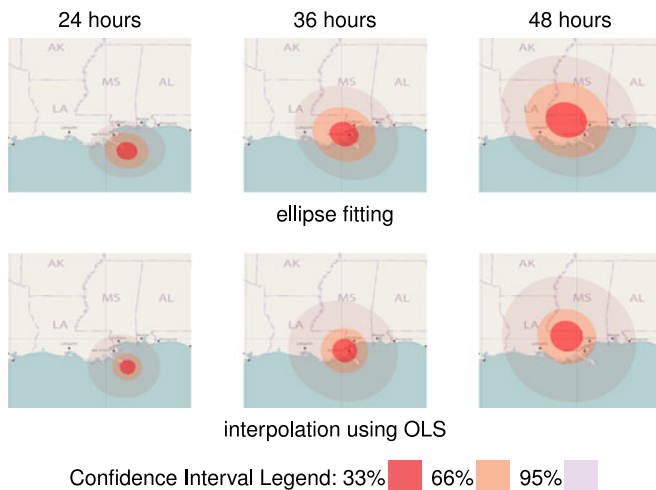 24 hours 36 hours 48 hours
AK AK AK
MS AL MS AL MS AL
LA LA LA
ellipse fitting
AK AK AK
MS AL MS AL MS AL
LA LA LA
interpolation using OLS
Confidence Interval Legend: 33% 66% 95%